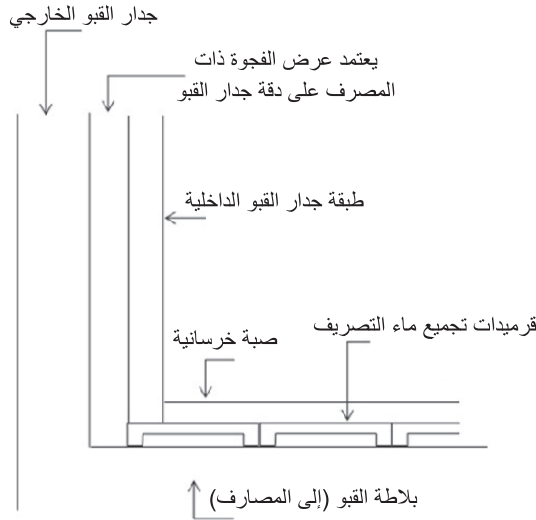 جدار القبو الخارجي
يعتمد عرض الفجوة ذات
المصرف على دقة جدار القبو
طبقة جدار القبو الداخلية
قرميدات تجميع ماء التصريف
صبة خرسانية
بلاطة القبو (إلى المصارف)